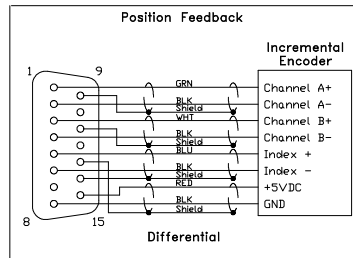 Position Feedback
Incremental
Encoder
1
9
GRN
Channel A+
BLK
Channel A-
Shield
WHT
Channel B+
BLK
Channel B-
Shield
BLU
Index +
BLK
Index -
Shield
RED
+5VDC
BLK
GND
Shield
8
15
Differential